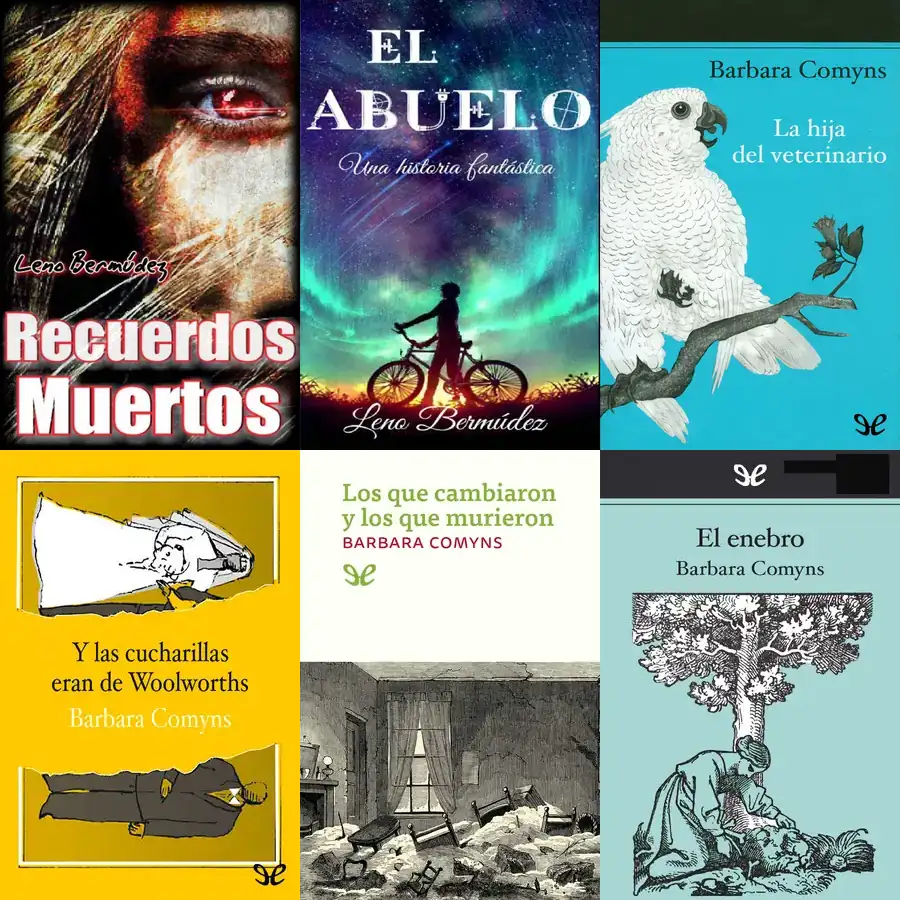 Leno Bermúdez
Recuerdos
Muertos
EL
ABUELO
Una historia fantástica
Leno Bermúdez
Barbara Comyns
La hija
del veterinario
Y las cucharillas
eran de Woolworths
Barbara Comyns
Los que cambiaron
y los que murieron
BARBARA COMYNS
El enebro
Barbara Comyns